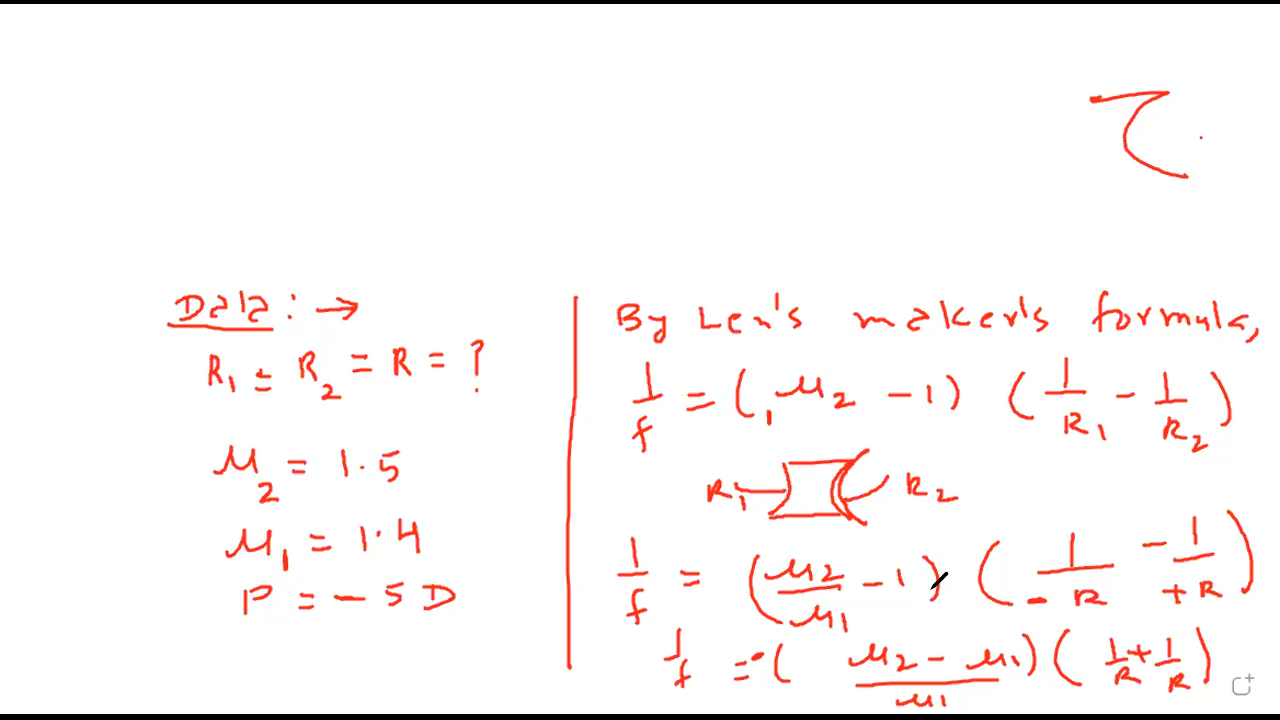 Data: →
R₁ = R₂ = R = ?
μ₂ = 1.5
μ₁ = 1.4
P = - 5 D
By Len's maker's formula,
1/f = (₁μ₂ - 1) (1/R₁ - 1/R₂)
R₁ R₂
1/f = (μ₂/μ₁ - 1) (1/-R - 1/+R)
1/f = -(μ₂ - μ₁/μ₁) (1/R + 1/R)